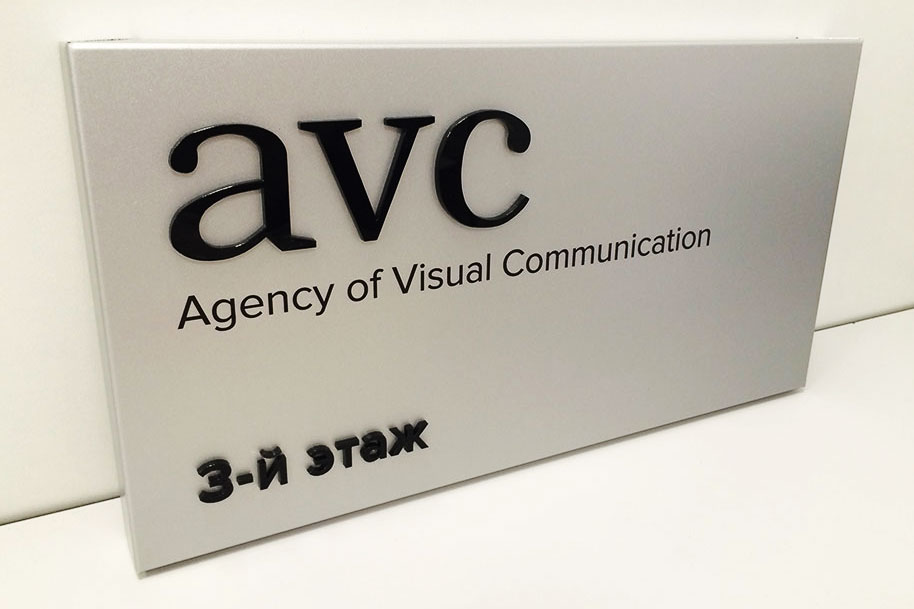 avc
Agency of Visual Communication
3-й этаж